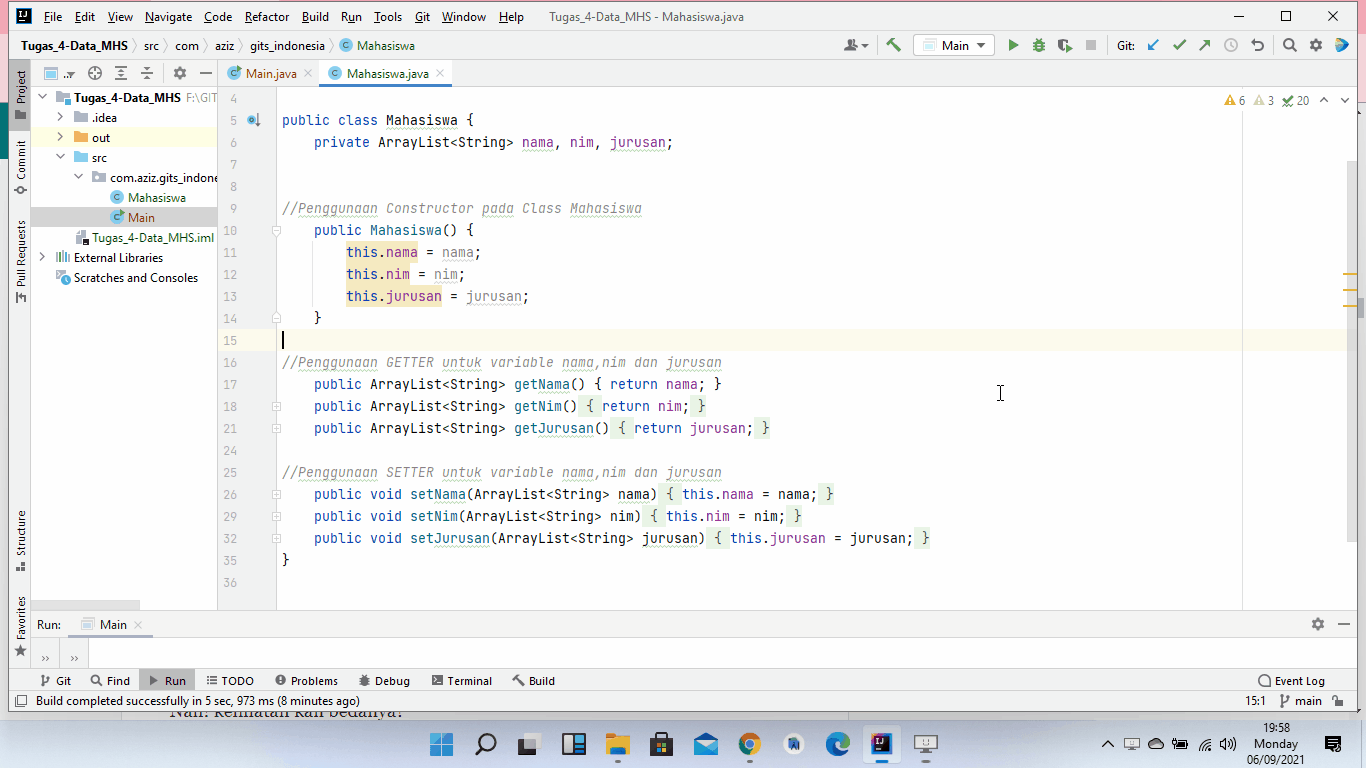 File Edit View Navigate Code Refactor Build Run Tools Git Window Help Tugas_4-Data_MHS - Mahasiswa.java
Tugas_4-Data_MHS src com aziz gits_indonesia Mahasiswa Main Git:
Project
Commit
Pull Requests
Structure
Favorites
Tugas_4-Data_MHS F:\GIT
.idea
out
src
com.aziz.gits_indone
Mahasiswa
Main
Tugas_4-Data_MHS.iml
External Libraries
Scratches and Consoles
Main.java Mahasiswa.java
6 3 20
4
5 public class Mahasiswa {
6 private ArrayList<String> nama, nim, jurusan;
7
8
9 //Penggunaan Constructor pada Class Mahasiswa
10 public Mahasiswa() {
11 this.nama = nama;
12 this.nim = nim;
13 this.jurusan = jurusan;
14 }
15
16 //Penggunaan GETTER untuk variable nama,nim dan jurusan
17 public ArrayList<String> getNama() { return nama; }
18 public ArrayList<String> getNim() { return nim; }
21 public ArrayList<String> getJurusan() { return jurusan; }
24
25 //Penggunaan SETTER untuk variable nama,nim dan jurusan
26 public void setNama(ArrayList<String> nama) { this.nama = nama; }
29 public void setNim(ArrayList<String> nim) { this.nim = nim; }
32 public void setJurusan(ArrayList<String> jurusan) { this.jurusan = jurusan; }
35 }
36
Run: Main
Git Find Run TODO Problems Debug Terminal Build Event Log
Build completed successfully in 5 sec, 973 ms (8 minutes ago) 15:1 main
19:58
Monday
06/09/2021